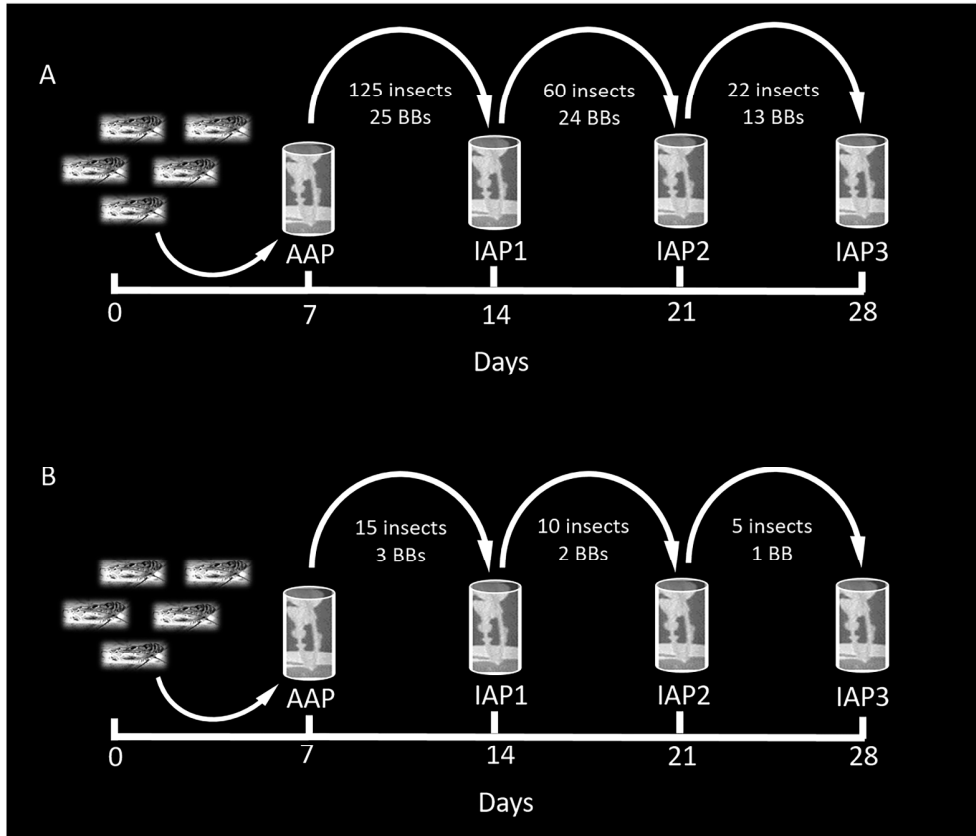 A
125 insects
25 BBs
60 insects
24 BBs
22 insects
13 BBs
AAP
IAP1
IAP2
IAP3
0
7
14
21
28
Days
B
15 insects
3 BBs
10 insects
2 BBs
5 insects
1 BB
AAP
IAP1
IAP2
IAP3
0
7
14
21
28
Days